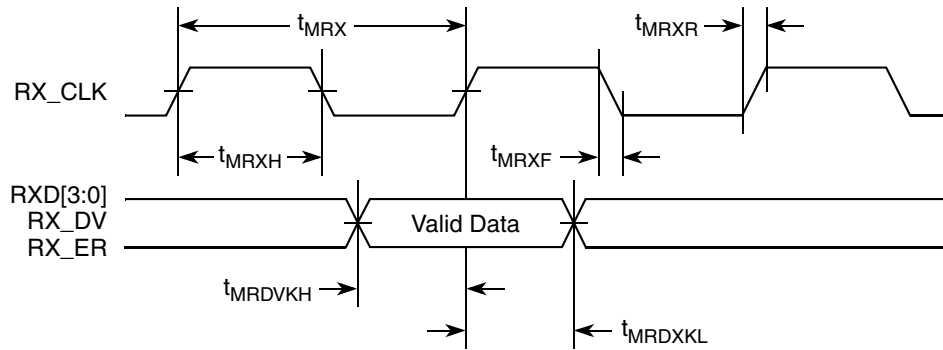 tMRX
tMRXR
RX_CLK
tMRXH
tMRXF
RXD[3:0]
RX_DV
Valid Data
RX_ER
tMRDVKH
tMRDXKL